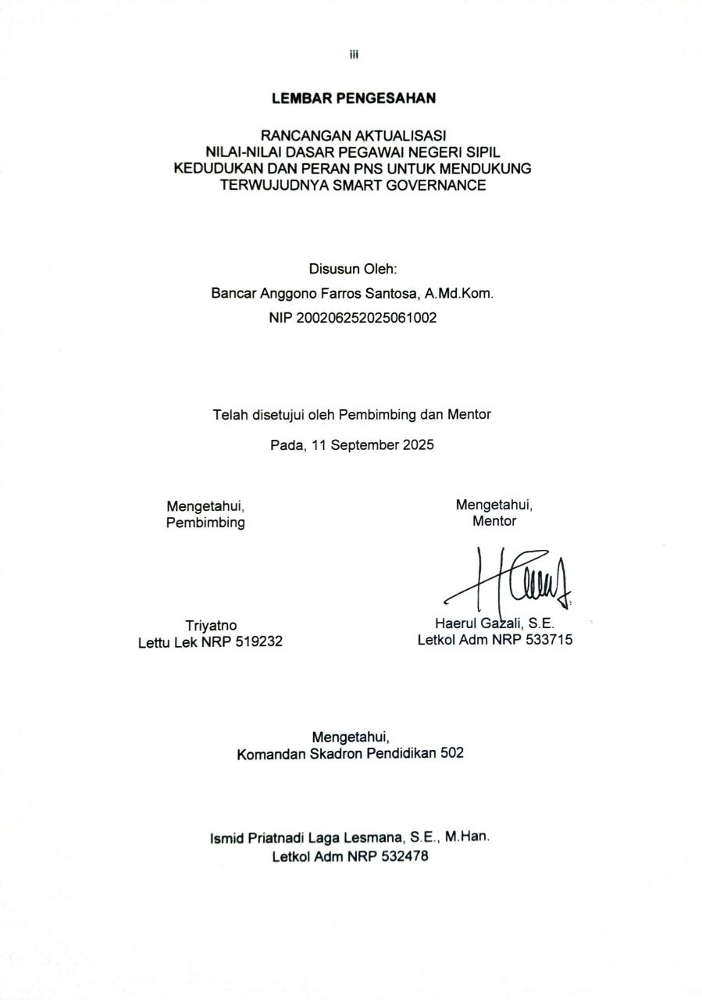 iii
LEMBAR PENGESAHAN
RANCANGAN AKTUALISASI
NILAI-NILAI DASAR PEGAWAI NEGERI SIPIL
KEDUDUKAN DAN PERAN PNS UNTUK MENDUKUNG
TERWUJUDNYA SMART GOVERNANCE
Disusun Oleh:
Bancar Anggono Farros Santosa, A.Md.Kom.
NIP 200206252025061002
Telah disetujui oleh Pembimbing dan Mentor
Pada, 11 September 2025
Mengetahui,
Pembimbing
Triyatno
Lettu Lek NRP 519232
Mengetahui,
Mentor
Haerul Gazali, S.E.
Letkol Adm NRP 533715
Mengetahui,
Komandan Skadron Pendidikan 502
Ismid Priatnadi Laga Lesmana, S.E., M.Han.
Letkol Adm NRP 532478